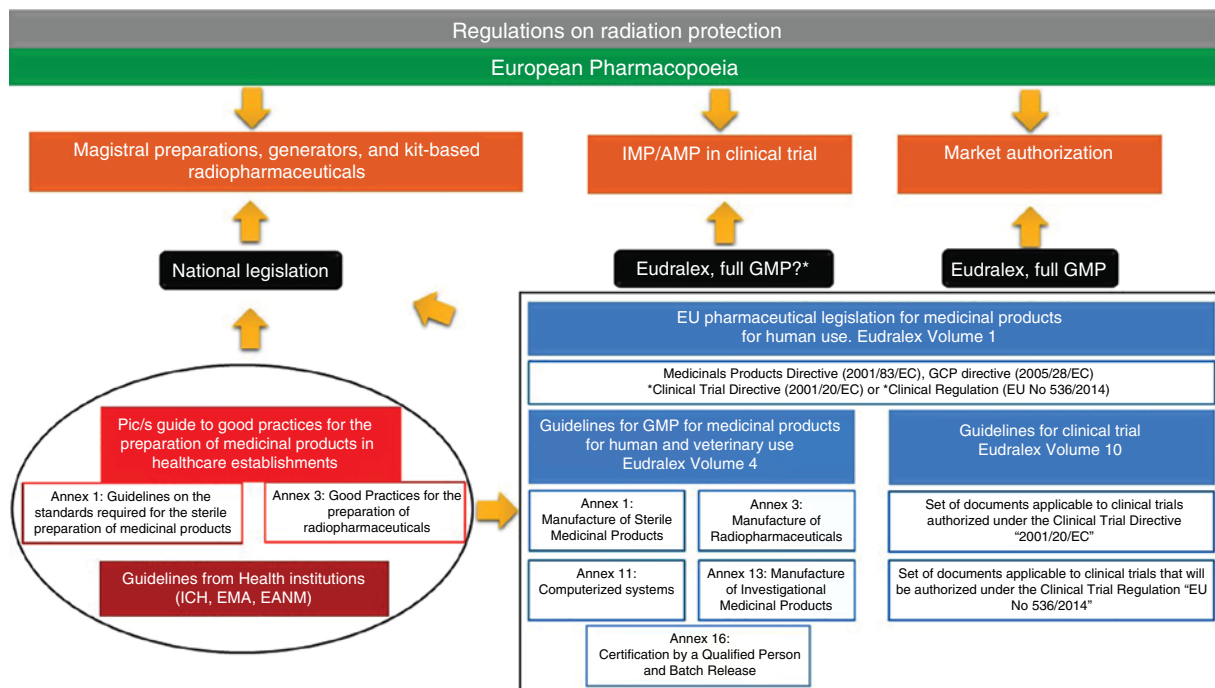 Regulations on radiation protection
European Pharmacopoeia
Magistral preparations, generators, and kit-based
radiopharmaceuticals
IMP/AMP in clinical trial
Market authorization
National legislation
Eudralex, full GMP?*
Eudralex, full GMP
EU pharmaceutical legislation for medicinal products
for human use. Eudralex Volume 1
Medicinals Products Directive (2001/83/EC), GCP directive (2005/28/EC)
*Clinical Trial Directive (2001/20/EC) or *Clinical Regulation (EU No 536/2014)
Pic/s guide to good practices for the
preparation of medicinal products in
healthcare establishments
Annex 1: Guidelines on the
standards required for the sterile
preparation of medicinal products
Annex 3: Good Practices for the
preparation of
radiopharmaceuticals
Guidelines from Health institutions
(ICH, EMA, EANM)
Guidelines for GMP for medicinal products
for human and veterinary use
Eudralex Volume 4
Guidelines for clinical trial
Eudralex Volume 10
Annex 1:
Manufacture of Sterile
Medicinal Products
Annex 3:
Manufacture of
Radiopharmaceuticals
Set of documents applicable to clinical trials
authorized under the Clinical Trial Directive
“2001/20/EC”
Annex 11:
Computerized systems
Annex 13: Manufacture
of Investigational
Medicinal Products
Set of documents applicable to clinical trials that will
be authorized under the Clinical Trial Regulation “EU
No 536/2014”
Annex 16:
Certification by a Qualified Person
and Batch Release